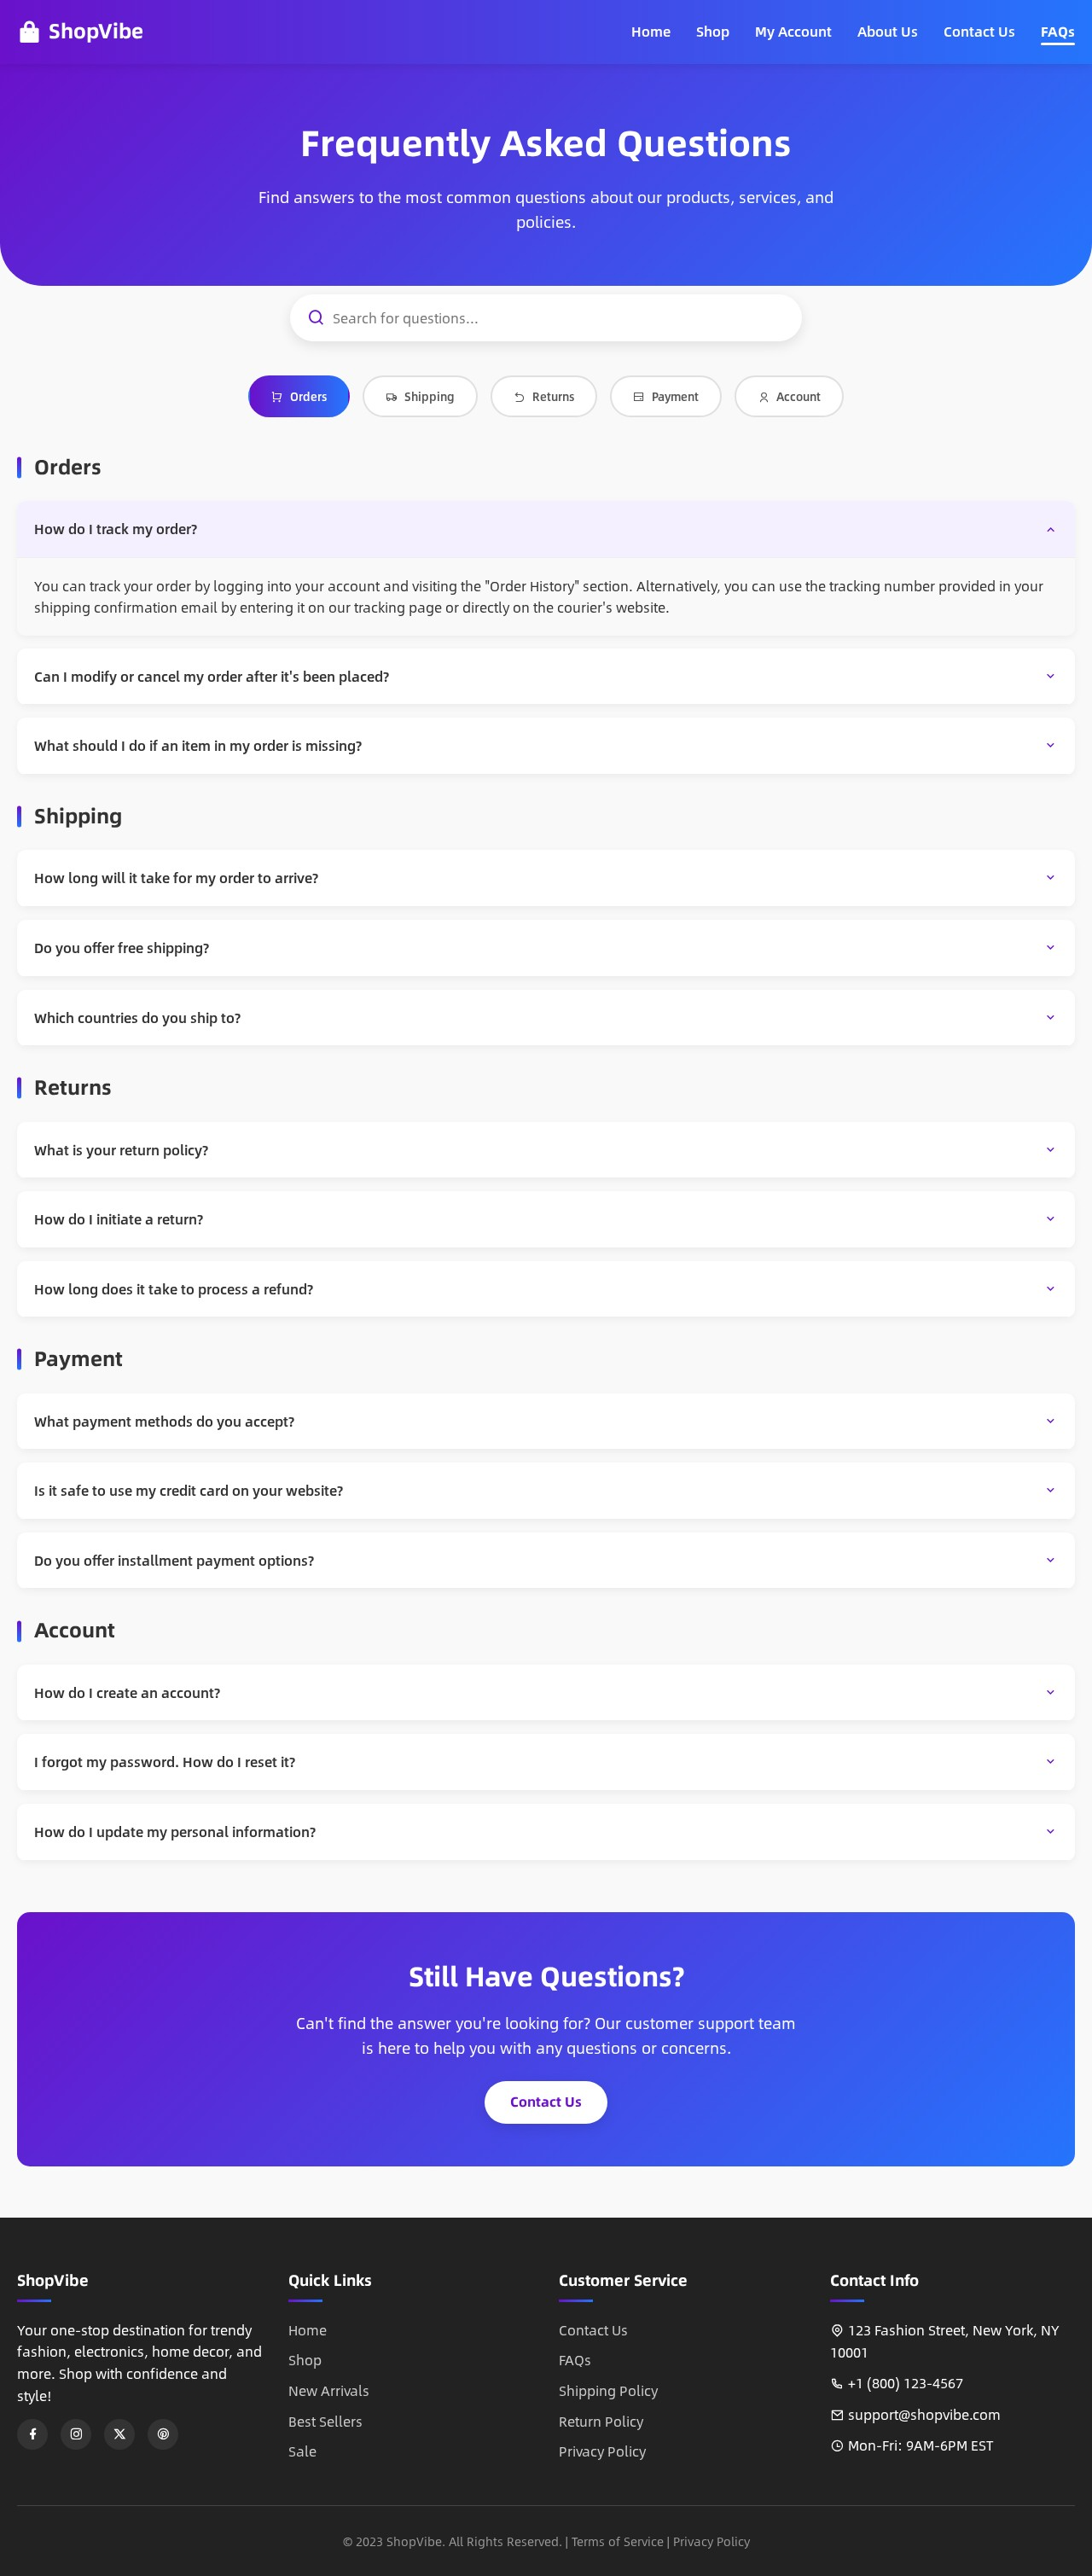 ShopVibe
Home
Shop
My Account
About Us
Contact Us
FAQs
Frequently Asked Questions
Find answers to the most common questions about our products, services, and
policies.
Search for questions...
Orders
Shipping
Returns
Payment
Account
Orders
How do I track my order?
You can track your order by logging into your account and visiting the "Order History" section. Alternatively, you can use the tracking number provided in your
shipping confirmation email by entering it on our tracking page or directly on the courier's website.
Can I modify or cancel my order after it's been placed?
What should I do if an item in my order is missing?
Shipping
How long will it take for my order to arrive?
Do you offer free shipping?
Which countries do you ship to?
Returns
What is your return policy?
How do I initiate a return?
How long does it take to process a refund?
Payment
What payment methods do you accept?
Is it safe to use my credit card on your website?
Do you offer installment payment options?
Account
How do I create an account?
I forgot my password. How do I reset it?
How do I update my personal information?
Still Have Questions?
Can't find the answer you're looking for? Our customer support team
is here to help you with any questions or concerns.
Contact Us
ShopVibe
Your one-stop destination for trendy
fashion, electronics, home decor, and
more. Shop with confidence and
style!
Quick Links
Home
Shop
New Arrivals
Best Sellers
Sale
Customer Service
Contact Us
FAQs
Shipping Policy
Return Policy
Privacy Policy
Contact Info
123 Fashion Street, New York, NY
10001
+1 (800) 123-4567
support@shopvibe.com
Mon-Fri: 9AM-6PM EST
© 2023 ShopVibe. All Rights Reserved. | Terms of Service | Privacy Policy